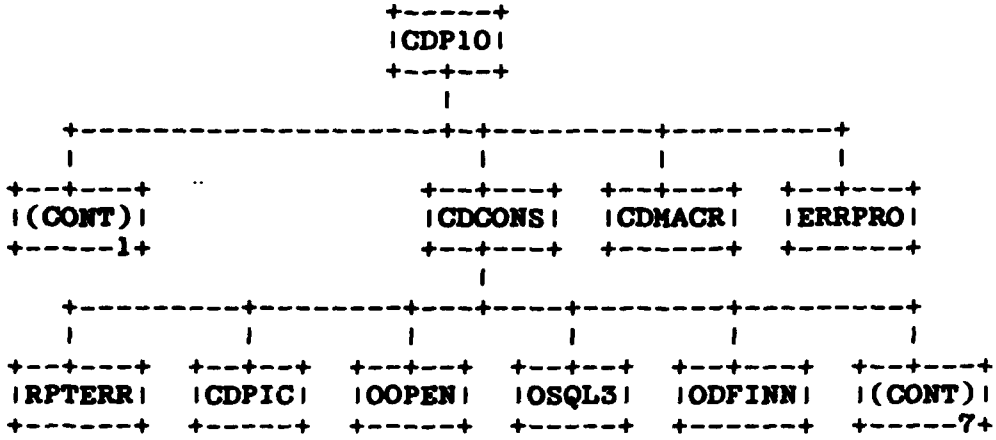 CDP10
(CONT) CDCONS CDMACR ERRPRO
1
RPTERR CDPIC OOPEN OSQL3 ODFINN (CONT)
7